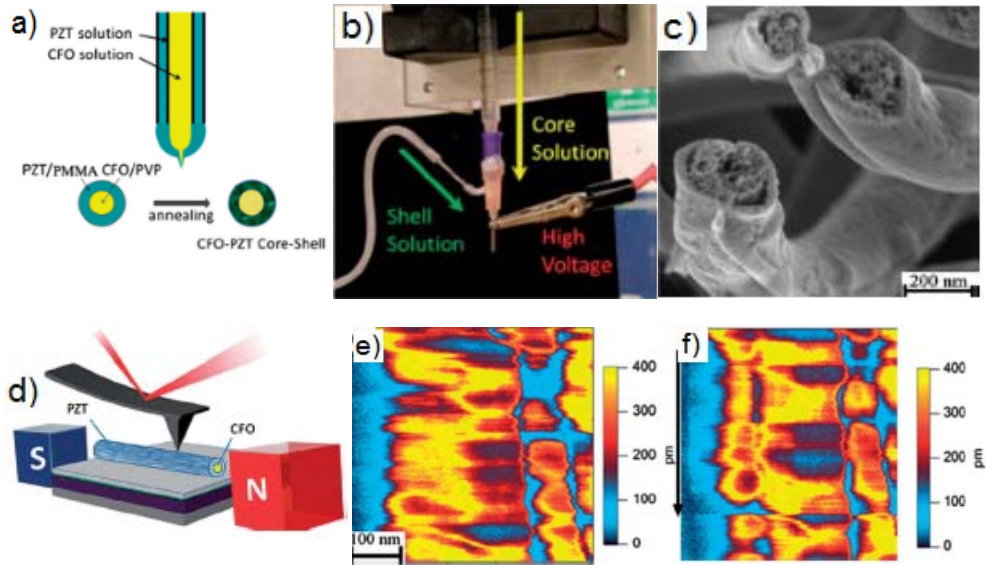 a)
PZT solution
CFO solution
PZT/PMMA CFO/PVP
annealing
CFO-PZT Core-Shell
b)
Core
Solution
Shell
Solution
High
Voltage
c)
200 nm
d)
PZT
CFO
S
N
e)
400
300
200
100
0
pm
100 nm
f)
400
300
200
100
0
pm